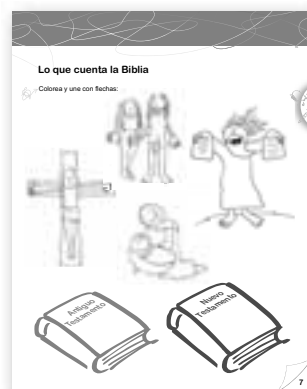 Lo que cuenta la Biblia
Colorea y une con flechas:
Antiguo
Testamento
Nuevo
Testamento
7